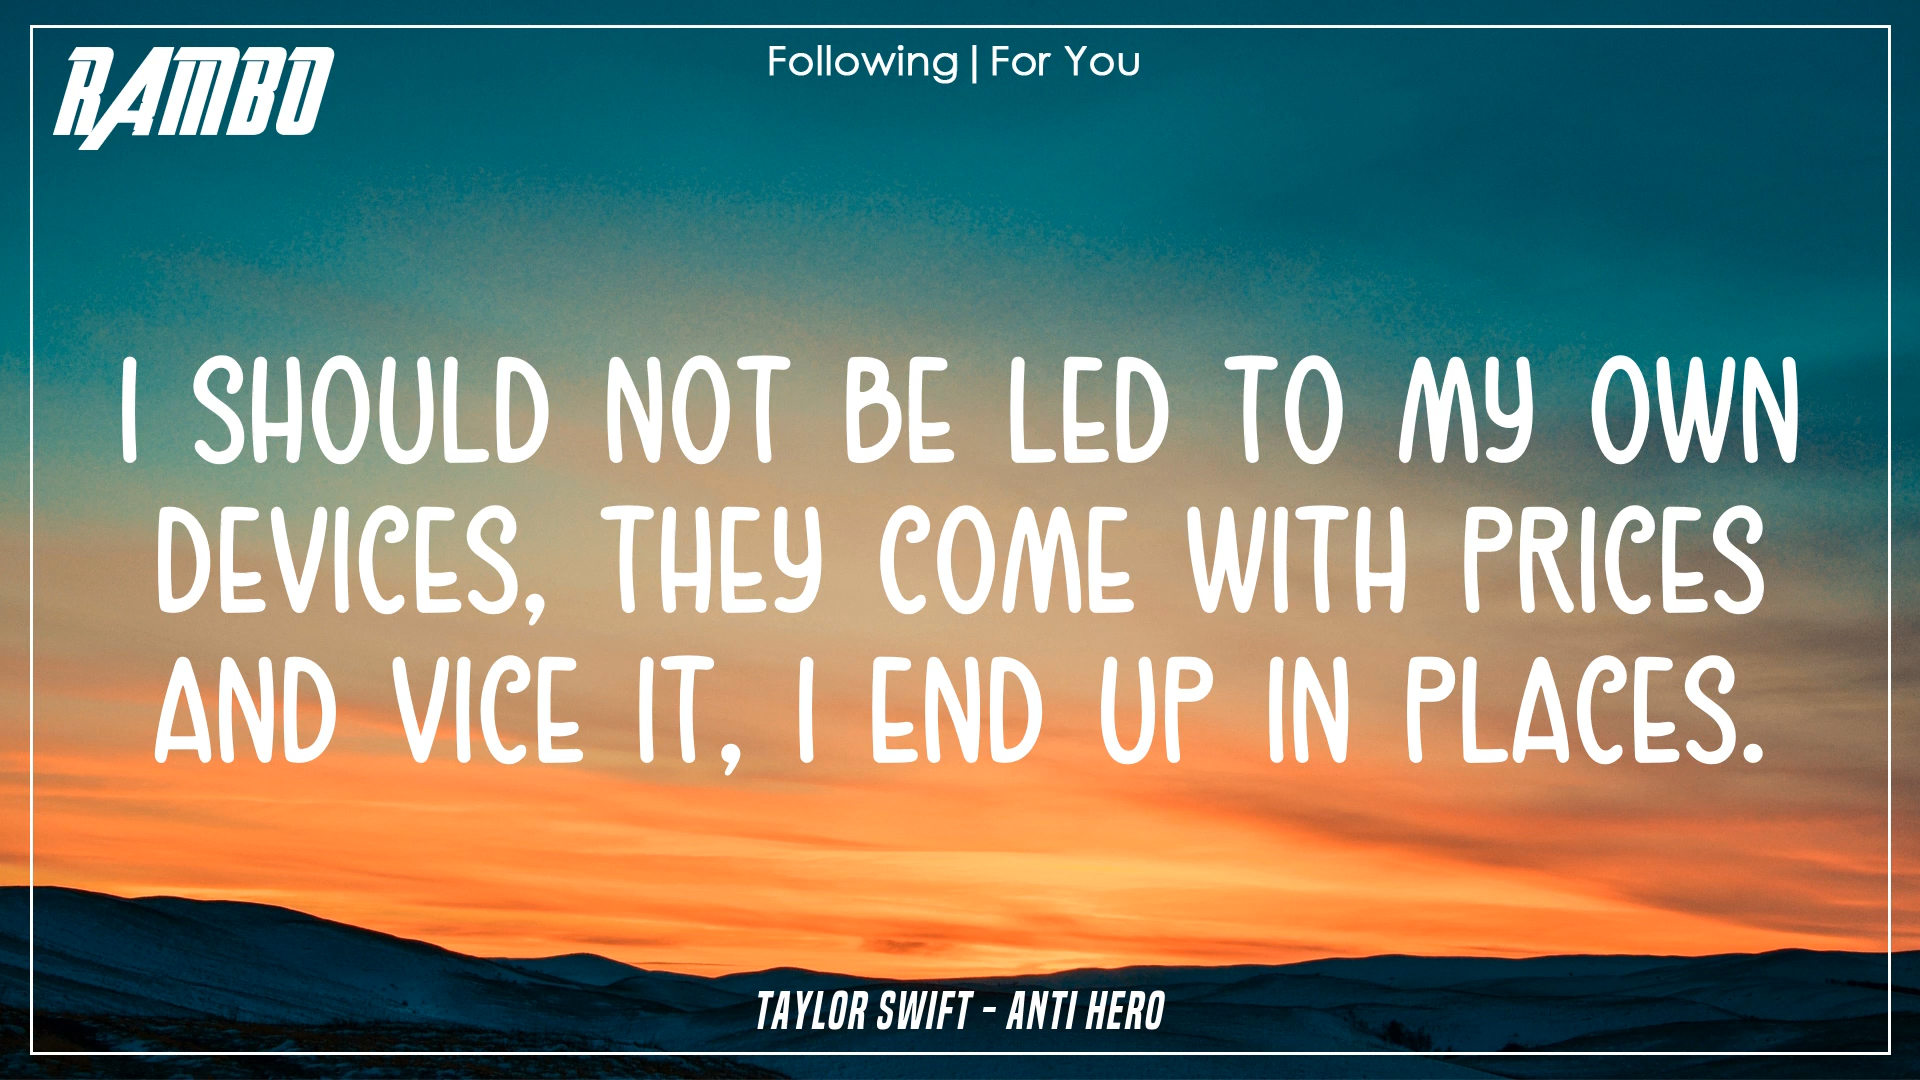 RAMBO
Following | For You
I SHOULD NOT BE LED TO MY OWN
DEVICES, THEY COME WITH PRICES
AND VICE IT, I END UP IN PLACES.
TAYLOR SWIFT - ANTI HERO